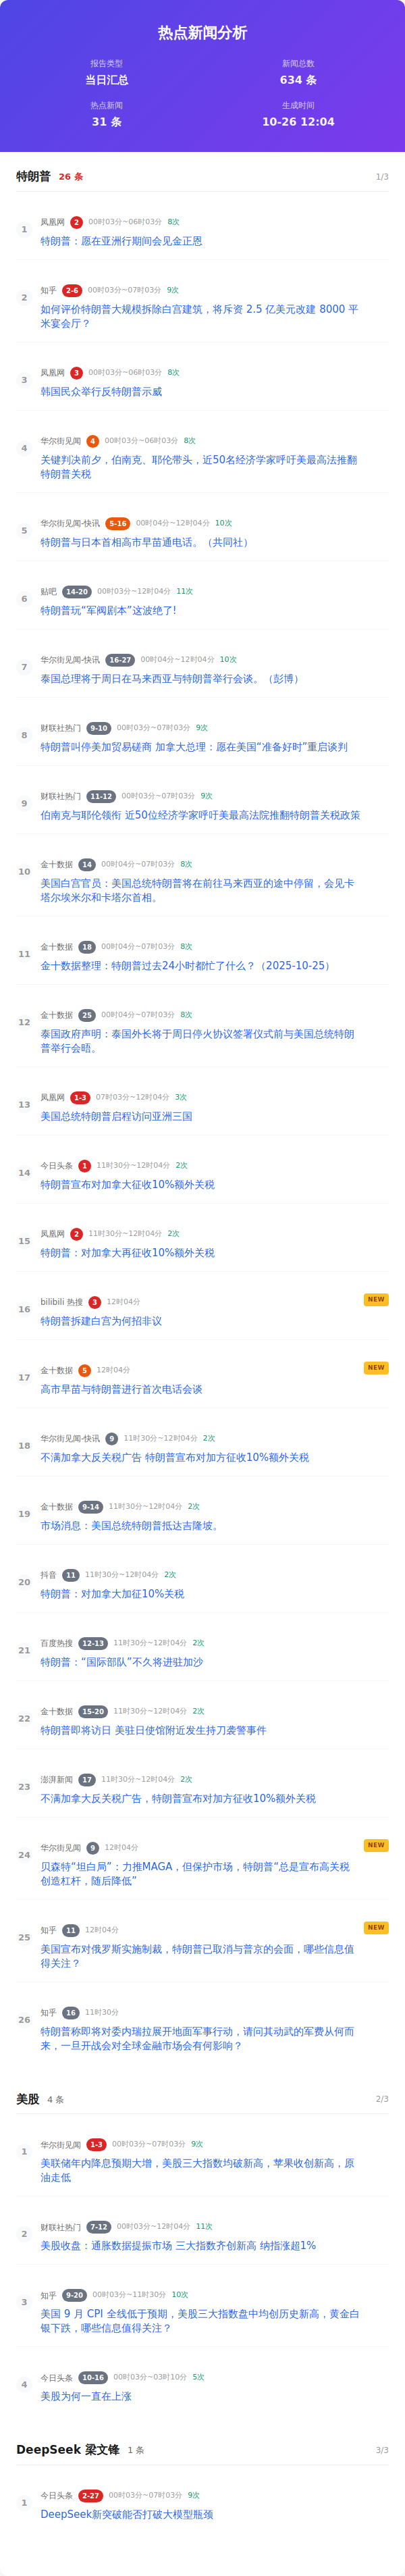 热点新闻分析
报告类型
当日汇总
新闻总数
634 条
热点新闻
31 条
生成时间
10-26 12:04
特朗普 26 条 1/3
1
凤凰网 2 00时03分~06时03分 8次
特朗普：愿在亚洲行期间会见金正恩
2
知乎 2-6 00时03分~07时03分 9次
如何评价特朗普大规模拆除白宫建筑，将斥资 2.5 亿美元改建 8000 平
米宴会厅？
3
凤凰网 3 00时03分~06时03分 8次
韩国民众举行反特朗普示威
4
华尔街见闻 4 00时03分~06时03分 8次
关键判决前夕，伯南克、耶伦带头，近50名经济学家呼吁美最高法推翻
特朗普关税
5
华尔街见闻-快讯 5-16 00时04分~12时04分 10次
特朗普与日本首相高市早苗通电话。（共同社）
6
贴吧 14-20 00时03分~12时04分 11次
特朗普玩“军阀剧本”这波绝了!
7
华尔街见闻-快讯 16-27 00时04分~12时04分 10次
泰国总理将于周日在马来西亚与特朗普举行会谈。（彭博）
8
财联社热门 9-10 00时03分~07时03分 9次
特朗普叫停美加贸易磋商 加拿大总理：愿在美国“准备好时”重启谈判
9
财联社热门 11-12 00时03分~07时03分 9次
伯南克与耶伦领衔 近50位经济学家呼吁美最高法院推翻特朗普关税政策
10
金十数据 14 00时04分~07时03分 8次
美国白宫官员：美国总统特朗普将在前往马来西亚的途中停留，会见卡
塔尔埃米尔和卡塔尔首相。
11
金十数据 18 00时04分~07时03分 8次
金十数据整理：特朗普过去24小时都忙了什么？（2025-10-25）
12
金十数据 25 00时04分~07时03分 8次
泰国政府声明：泰国外长将于周日停火协议签署仪式前与美国总统特朗
普举行会晤。
13
凤凰网 1-3 07时03分~12时04分 3次
美国总统特朗普启程访问亚洲三国
14
今日头条 1 11时30分~12时04分 2次
特朗普宣布对加拿大征收10%额外关税
15
凤凰网 2 11时30分~12时04分 2次
特朗普：对加拿大再征收10%额外关税
16
bilibili 热搜 3 12时04分 NEW
特朗普拆建白宫为何招非议
17
金十数据 5 12时04分 NEW
高市早苗与特朗普进行首次电话会谈
18
华尔街见闻-快讯 9 11时30分~12时04分 2次
不满加拿大反关税广告 特朗普宣布对加方征收10%额外关税
19
金十数据 9-14 11时30分~12时04分 2次
市场消息：美国总统特朗普抵达吉隆坡。
20
抖音 11 11时30分~12时04分 2次
特朗普：对加拿大加征10%关税
21
百度热搜 12-13 11时30分~12时04分 2次
特朗普：“国际部队”不久将进驻加沙
22
金十数据 15-20 11时30分~12时04分 2次
特朗普即将访日 美驻日使馆附近发生持刀袭警事件
23
澎湃新闻 17 11时30分~12时04分 2次
不满加拿大反关税广告，特朗普宣布对加方征收10%额外关税
24
华尔街见闻 9 12时04分 NEW
贝森特“坦白局”：力推MAGA，但保护市场，特朗普“总是宣布高关税
创造杠杆，随后降低”
25
知乎 11 12时04分 NEW
美国宣布对俄罗斯实施制裁，特朗普已取消与普京的会面，哪些信息值
得关注？
26
知乎 16 11时30分
特朗普称即将对委内瑞拉展开地面军事行动，请问其动武的军费从何而
来，一旦开战会对全球金融市场会有何影响？
美股 4 条 2/3
1
华尔街见闻 1-3 00时03分~07时03分 9次
美联储年内降息预期大增，美股三大指数均破新高，苹果收创新高，原
油走低
2
财联社热门 7-12 00时03分~12时04分 11次
美股收盘：通胀数据提振市场 三大指数齐创新高 纳指涨超1%
3
知乎 9-20 00时03分~11时30分 10次
美国 9 月 CPI 全线低于预期，美股三大指数盘中均创历史新高，黄金白
银下跌，哪些信息值得关注？
4
今日头条 10-16 00时03分~03时10分 5次
美股为何一直在上涨
DeepSeek 梁文锋 1 条 3/3
1
今日头条 2-27 00时03分~07时03分 9次
DeepSeek新突破能否打破大模型瓶颈